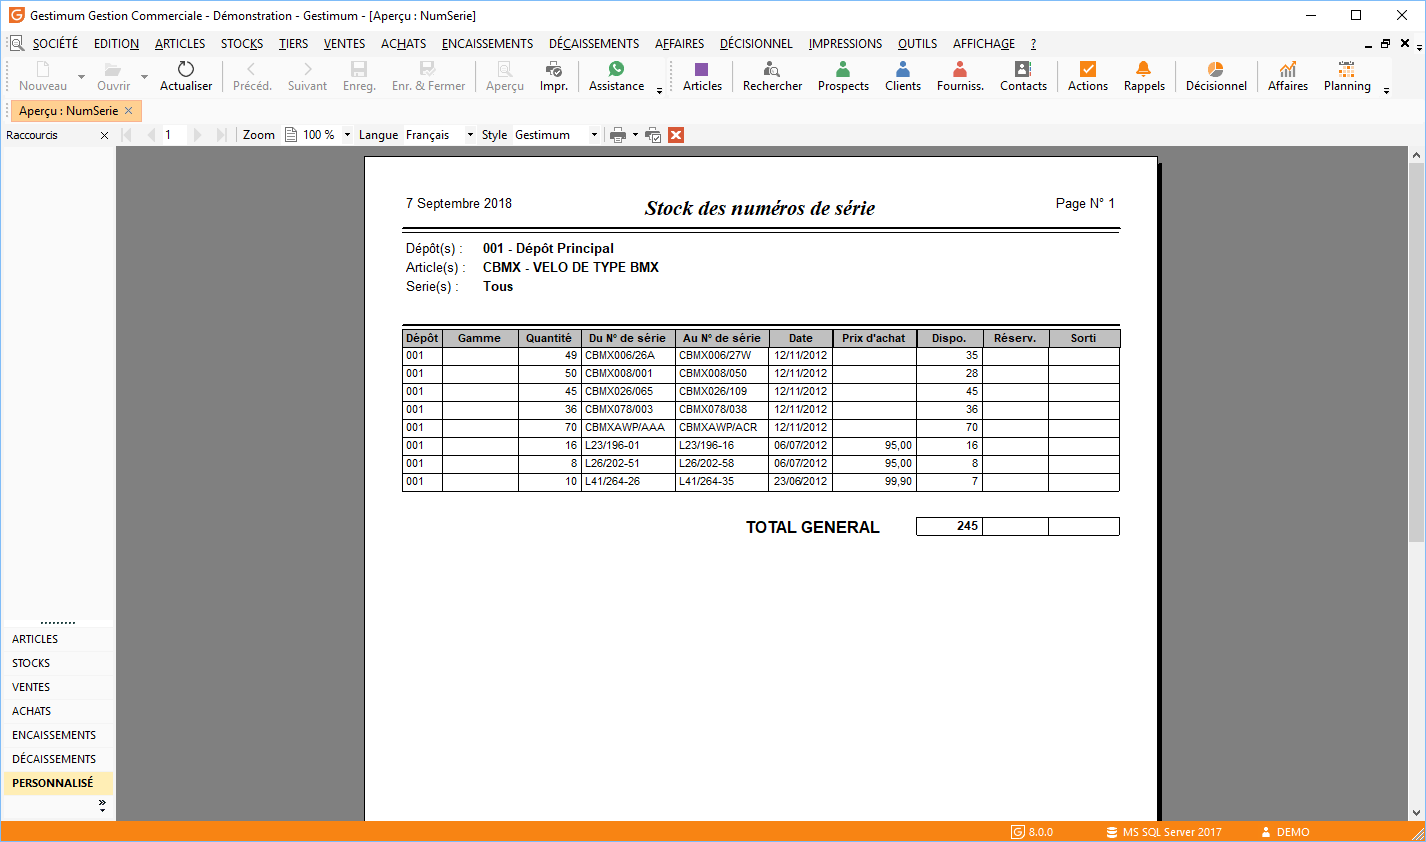 Gestimum Gestion Commerciale - Démonstration - Gestimum - [Aperçu : NumSerie]
SOCIÉTÉ EDITION ARTICLES STOCKS TIERS VENTES ACHATS ENCAISSEMENTS DÉCAISSEMENTS AFFAIRES DÉCISIONNEL IMPRESSIONS OUTILS AFFICHAGE ?
Nouveau Ouvrir Actualiser Précéd. Suivant Enreg. Enr. & Fermer Aperçu Impr. Assistance Articles Rechercher Prospects Clients Fourniss. Contacts Actions Rappels Décisionnel Affaires Planning
Aperçu : NumSerie
Raccourcis 1 Zoom 100 % Langue Français Style Gestimum
7 Septembre 2018 Stock des numéros de série Page N° 1
Dépôt(s) : 001 - Dépôt Principal
Article(s) : CBMX - VELO DE TYPE BMX
Serie(s) : Tous
Dépôt Gamme Quantité Du N° de série Au N° de série Date Prix d'achat Dispo. Réserv. Sorti
001 49 CBMX006/26A CBMX006/27W 12/11/2012 35
001 50 CBMX008/001 CBMX008/050 12/11/2012 28
001 45 CBMX026/065 CBMX026/109 12/11/2012 45
001 36 CBMX078/003 CBMX078/038 12/11/2012 36
001 70 CBMXAWP/AAA CBMXAWP/ACR 12/11/2012 70
001 16 L23/196-01 L23/196-16 06/07/2012 95,00 16
001 8 L26/202-51 L26/202-58 06/07/2012 95,00 8
001 10 L41/264-26 L41/264-35 23/06/2012 99,90 7
TOTAL GENERAL 245
ARTICLES
STOCKS
VENTES
ACHATS
ENCAISSEMENTS
DÉCAISSEMENTS
PERSONNALISÉ
8.0.0 MS SQL Server 2017 DEMO